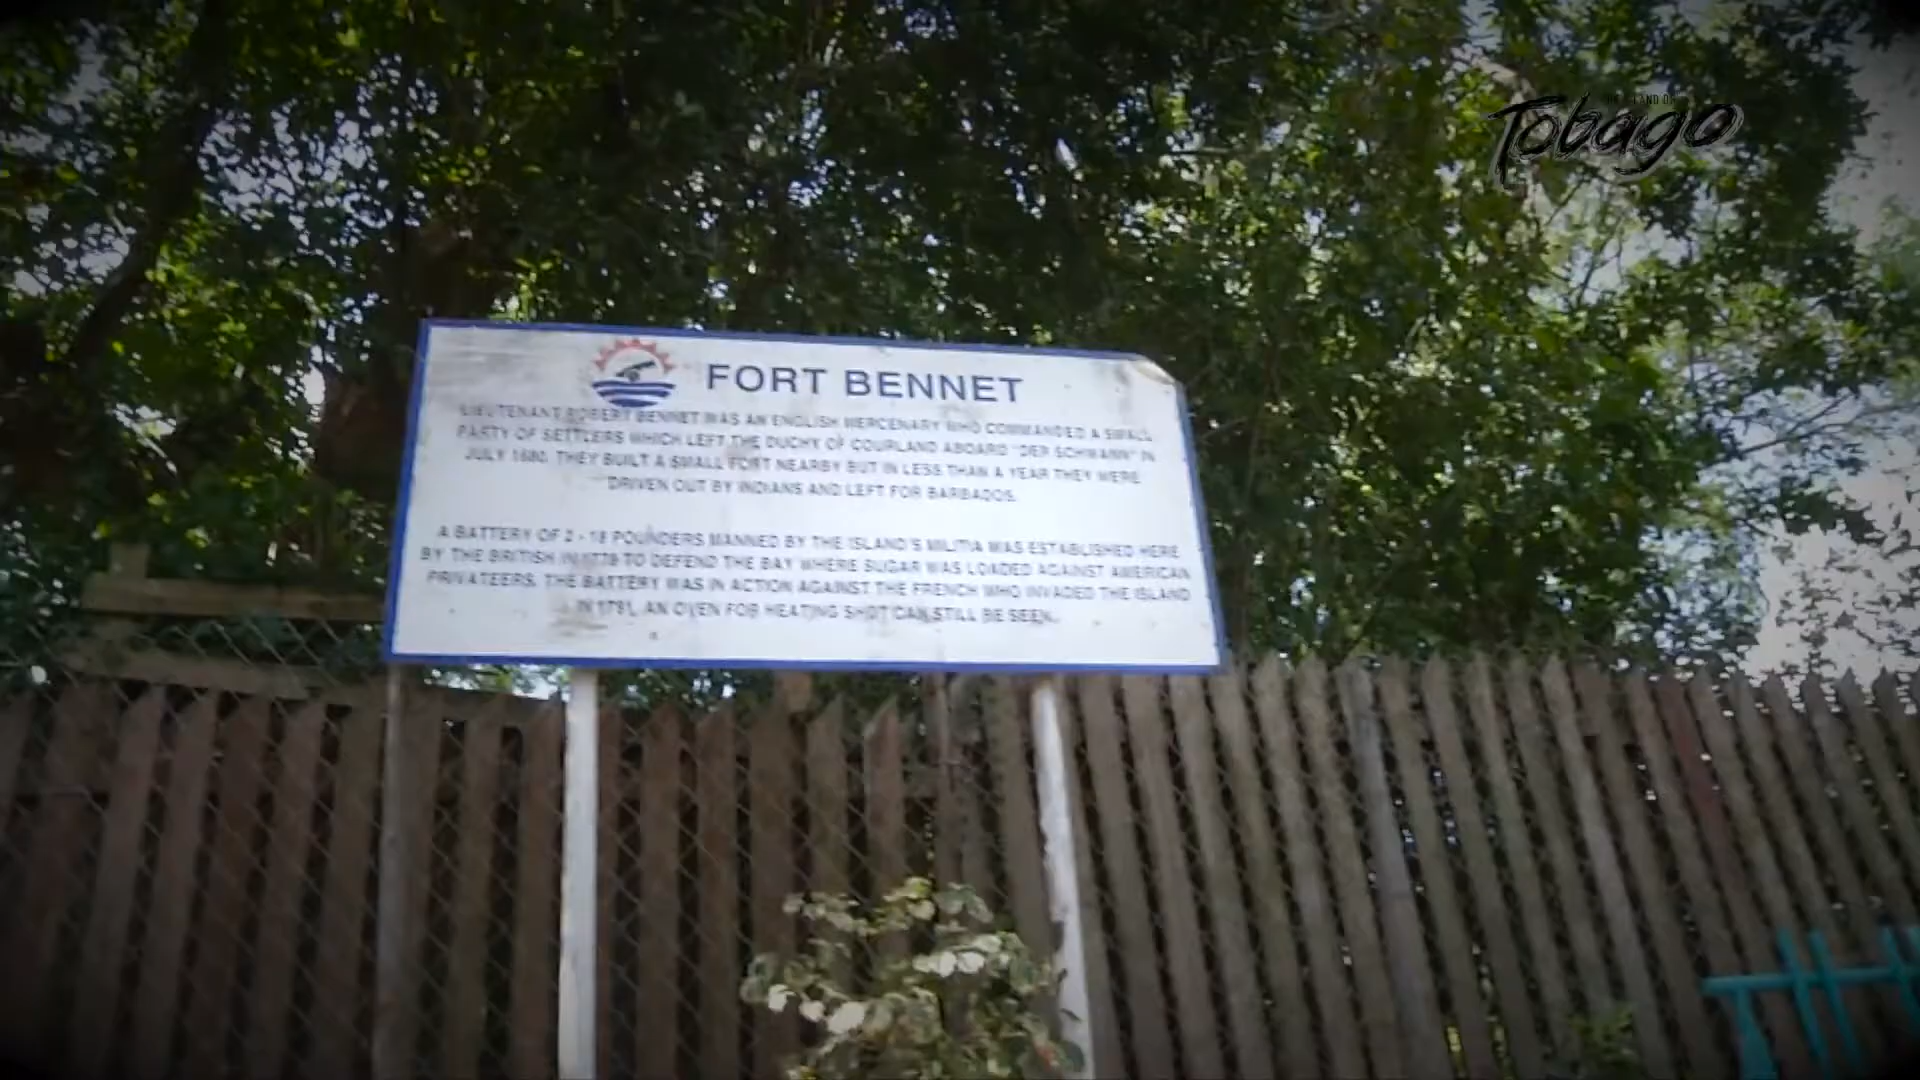 LAND OF
Tobago
FORT BENNET
LIEUTENANT ROBERT BENNET WAS AN ENGLISH MERCENARY WHO COMMANDED A SMALL
PARTY OF SETTLERS WHICH LEFT THE DUCHY OF COURLAND ABOARD "DER SCHWANN" IN
JULY 1680. THEY BUILT A SMALL FORT NEARBY BUT IN LESS THAN A YEAR THEY WERE
DRIVEN OUT BY INDIANS AND LEFT FOR BARBADOS.
A BATTERY OF 2 - 18 POUNDERS MANNED BY THE ISLAND'S MILITIA WAS ESTABLISHED HERE
BY THE BRITISH IN 1778 TO DEFEND THE BAY WHERE SUGAR WAS LOADED AGAINST AMERICAN
PRIVATEERS. THE BATTERY WAS IN ACTION AGAINST THE FRENCH WHO INVADED THE ISLAND
IN 1781, AN OVEN FOR HEATING SHOT CAN STILL BE SEEN.